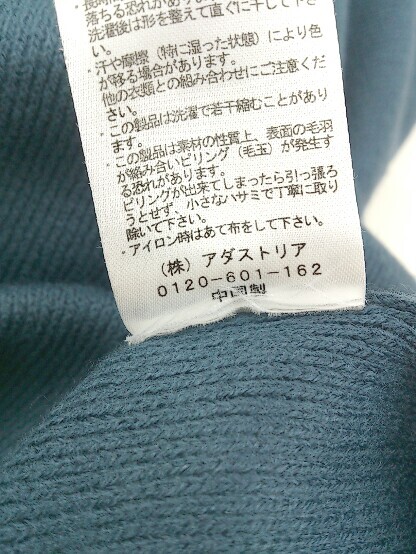 落ちる恐れがあります
洗濯後は形を整えて直ぐに干して下さ
い。
・汗や摩擦（特に湿った状態）により色
が移る場合があります。
他の衣類との組み合わせにご注意くだ
さい。
・この製品は洗濯で若干縮むことがあり
ます。
・この製品は素材の性質上、表面の毛羽
が絡み合いピリング（毛玉）が発生す
る恐れがあります。
ピリングが出来てしまったら引っ張ろ
うとせず、小さなハサミで丁寧に取り
除いて下さい。
・アイロン時はあて布をして下さい。
（株）アダストリア
0120-601-162
中国製